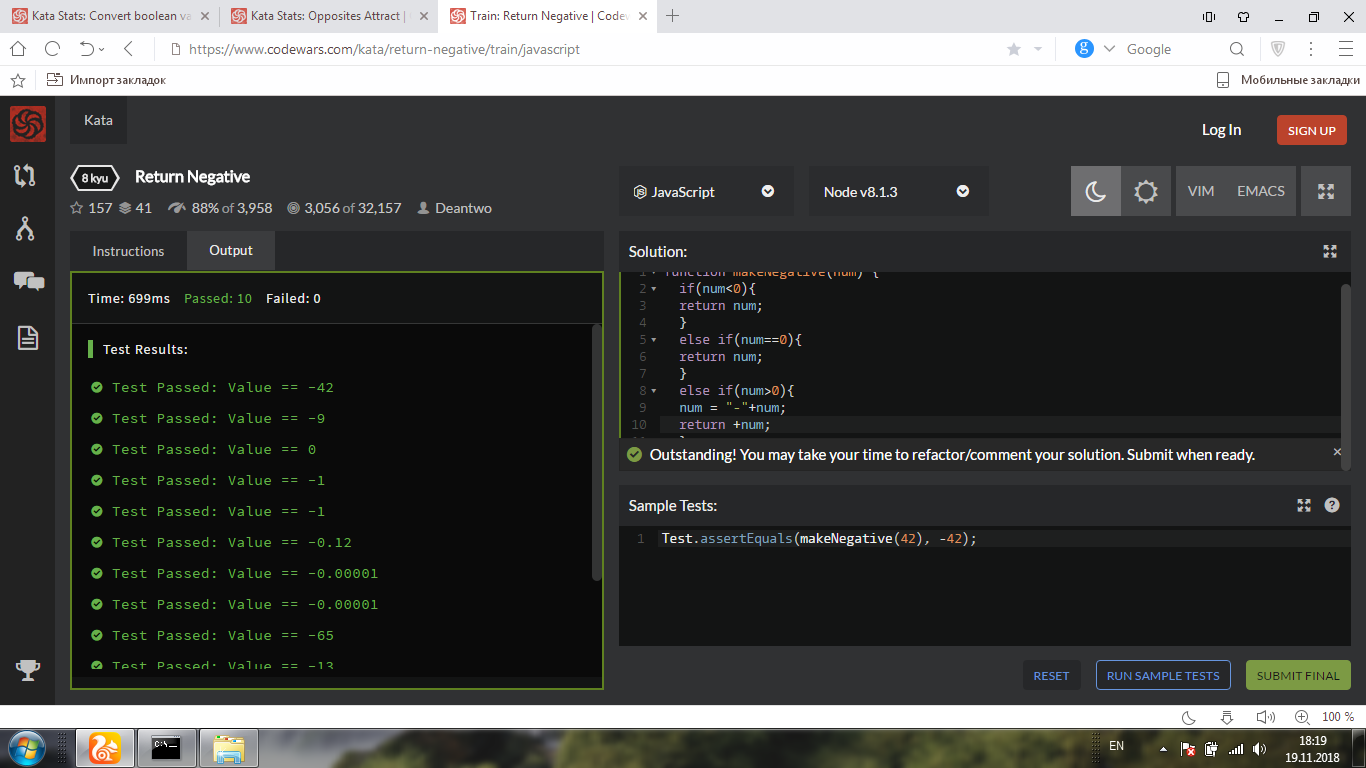 Kata Stats: Convert boolean va
Kata Stats: Opposites Attract |
Train: Return Negative | Codew
https://www.codewars.com/kata/return-negative/train/javascript
g
Google
Импорт закладок
Мобильные закладки
Kata
Log In
SIGN UP
8 kyu
Return Negative
157 41 88% of 3,958 3,056 of 32,157 Deantwo
JavaScript
Node v8.1.3
VIM
EMACS
Instructions
Output
Time: 699ms Passed: 10 Failed: 0
Test Results:
Test Passed: Value == -42
Test Passed: Value == -9
Test Passed: Value == 0
Test Passed: Value == -1
Test Passed: Value == -1
Test Passed: Value == -0.12
Test Passed: Value == -0.00001
Test Passed: Value == -0.00001
Test Passed: Value == -65
Test Passed: Value == -13
Solution:
1 function makeNegative(num) {
2 if(num<0){
3 return num;
4 }
5 else if(num==0){
6 return num;
7 }
8 else if(num>0){
9 num = "-"+num;
10 return +num;
Outstanding! You may take your time to refactor/comment your solution. Submit when ready.
Sample Tests:
?
1 Test.assertEquals(makeNegative(42), -42);
RESET
RUN SAMPLE TESTS
SUBMIT FINAL
100 %
C:\_
EN
18:19
19.11.2018